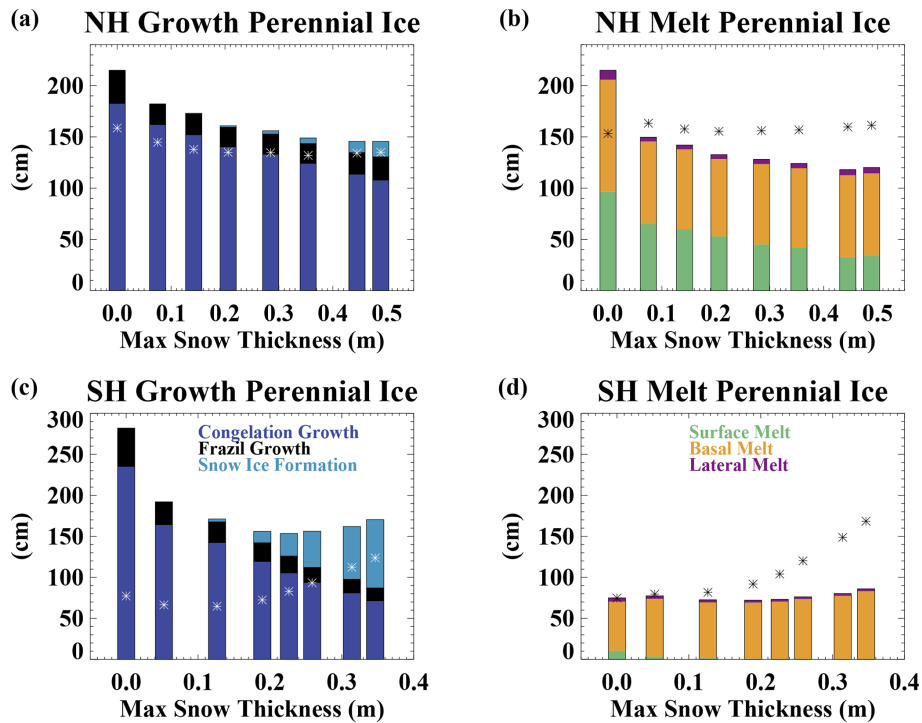 (a) NH Growth Perennial Ice
200
150
100
50
0
(cm)
0.0 0.1 0.2 0.3 0.4 0.5
Max Snow Thickness (m)
(b) NH Melt Perennial Ice
200
150
100
50
0
(cm)
0.0 0.1 0.2 0.3 0.4 0.5
Max Snow Thickness (m)
(c) SH Growth Perennial Ice
300
250
200
150
100
50
0
(cm)
Congelation Growth
Frazil Growth
Snow Ice Formation
0.0 0.1 0.2 0.3 0.4
Max Snow Thickness (m)
(d) SH Melt Perennial Ice
300
250
200
150
100
50
0
(cm)
Surface Melt
Basal Melt
Lateral Melt
0.0 0.1 0.2 0.3 0.4
Max Snow Thickness (m)